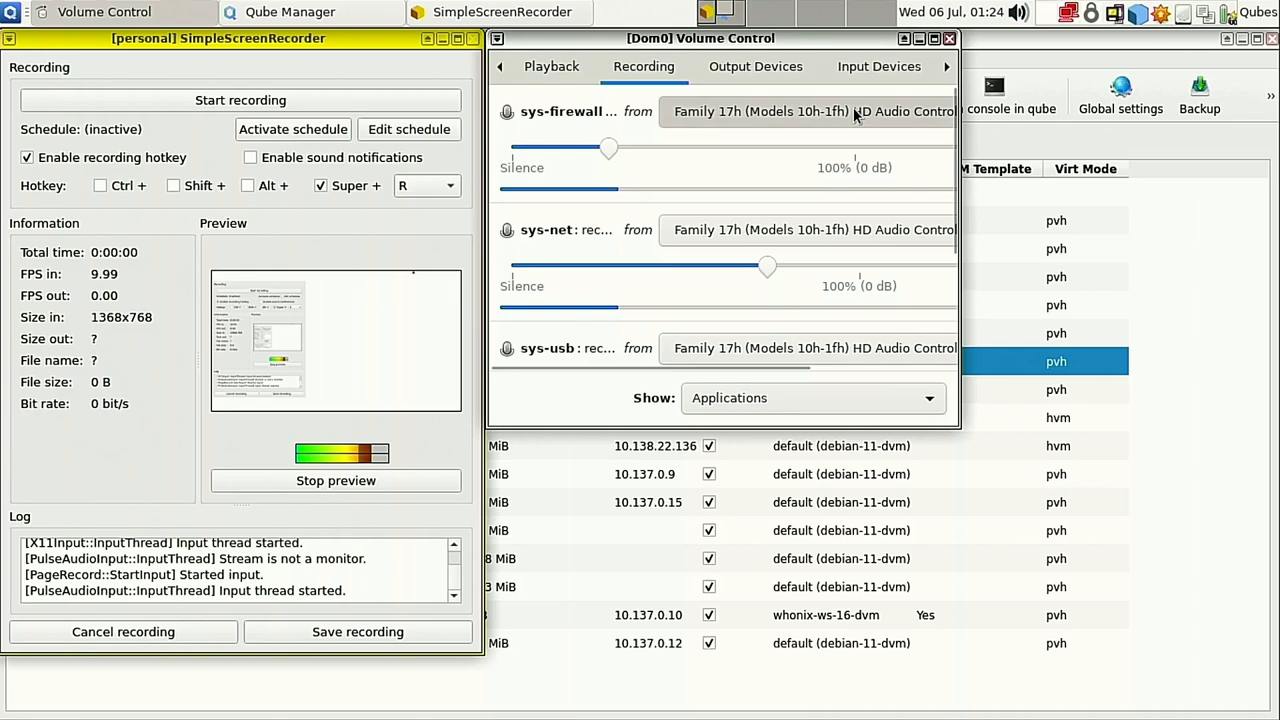 Volume Control
Qube Manager
SimpleScreenRecorder
Wed 06 Jul, 01:24
Qubes
[personal] SimpleScreenRecorder
Recording
Start recording
Schedule: (inactive)
Activate schedule
Edit schedule
Enable recording hotkey
Enable sound notifications
Hotkey:
Ctrl +
Shift +
Alt +
Super +
R
Information
Total time: 0:00:00
FPS in: 9.99
FPS out: 0.00
Size in: 1368x768
Size out: ?
File name: ?
File size: 0 B
Bit rate: 0 bit/s
Preview
Stop preview
Log
[X11Input::InputThread] Input thread started.
[PulseAudioInput::InputThread] Stream is not a monitor.
[PageRecord::StartInput] Started input.
[PulseAudioInput::InputThread] Input thread started.
Cancel recording
Save recording
[Dom0] Volume Control
Playback
Recording
Output Devices
Input Devices
sys-firewall... from Family 17h (Models 10h-1fh) HD Audio Control
Silence 100% (0 dB)
sys-net: rec... from Family 17h (Models 10h-1fh) HD Audio Control
Silence 100% (0 dB)
sys-usb: rec... from Family 17h (Models 10h-1fh) HD Audio Control
Show: Applications
console in qube
Global settings
Backup
»
M Template Virt Mode
pvh
pvh
pvh
pvh
pvh
pvh
pvh
hvm
MiB 10.138.22.136 default (debian-11-dvm) hvm
MiB 10.137.0.9 default (debian-11-dvm) pvh
MiB 10.137.0.15 default (debian-11-dvm) pvh
MiB default (debian-11-dvm) pvh
8 MiB default (debian-11-dvm) pvh
3 MiB default (debian-11-dvm) pvh
10.137.0.10 whonix-ws-16-dvm Yes pvh
MiB 10.137.0.12 default (debian-11-dvm) pvh